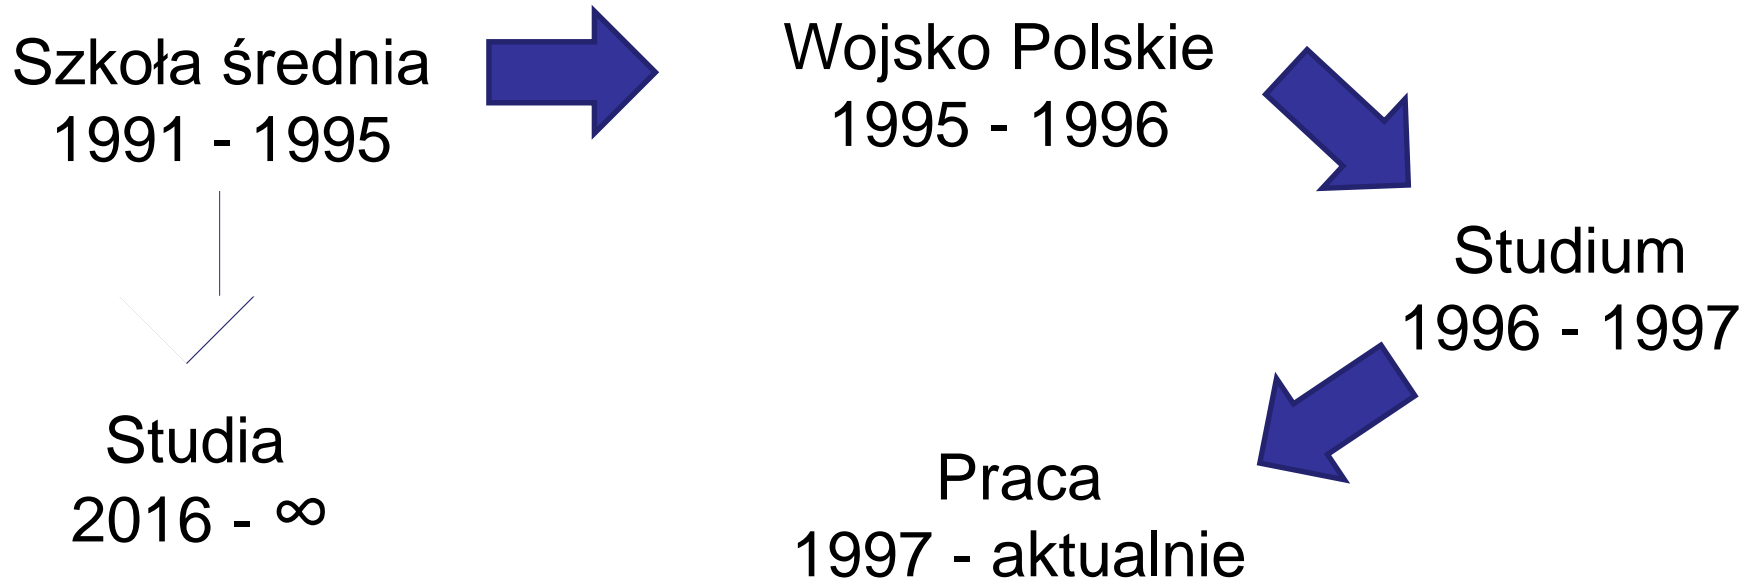 Szkoła średnia
1991 - 1995
Wojsko Polskie
1995 - 1996
Studium
1996 - 1997
Praca
1997 - aktualnie
Studia
2016 - ∞